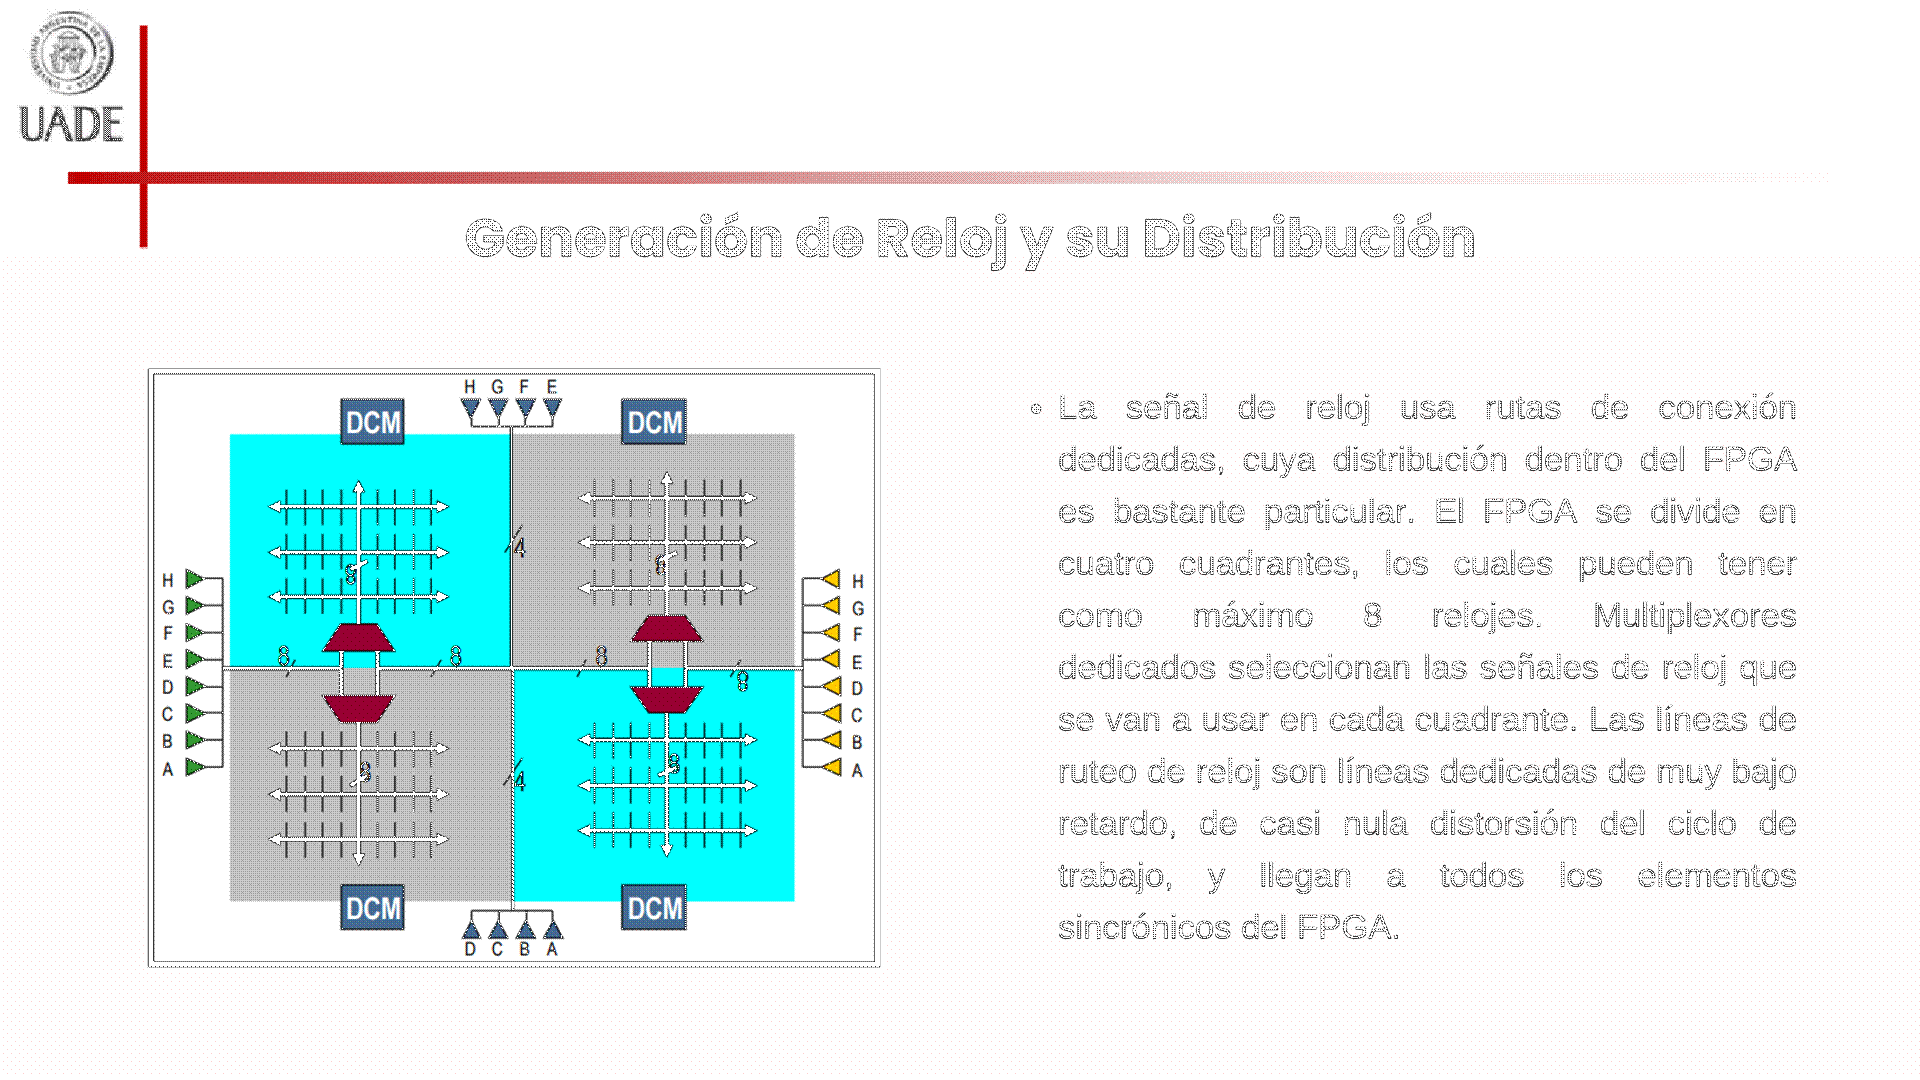 UADE
Generación de Reloj y su Distribución
H G F E
DCM
DCM
4
8
8
H
G
F
E
D
C
B
A
8
8
8
8
H
G
F
E
D
C
B
A
8
8
4
DCM
DCM
D C B A
• La señal de reloj usa rutas de conexión
dedicadas, cuya distribución dentro del FPGA
es bastante particular. El FPGA se divide en
cuatro cuadrantes, los cuales pueden tener
como máximo 8 relojes. Multiplexores
dedicados seleccionan las señales de reloj que
se van a usar en cada cuadrante. Las líneas de
ruteo de reloj son líneas dedicadas de muy bajo
retardo, de casi nula distorsión del ciclo de
trabajo, y llegan a todos los elementos
sincrónicos del FPGA.